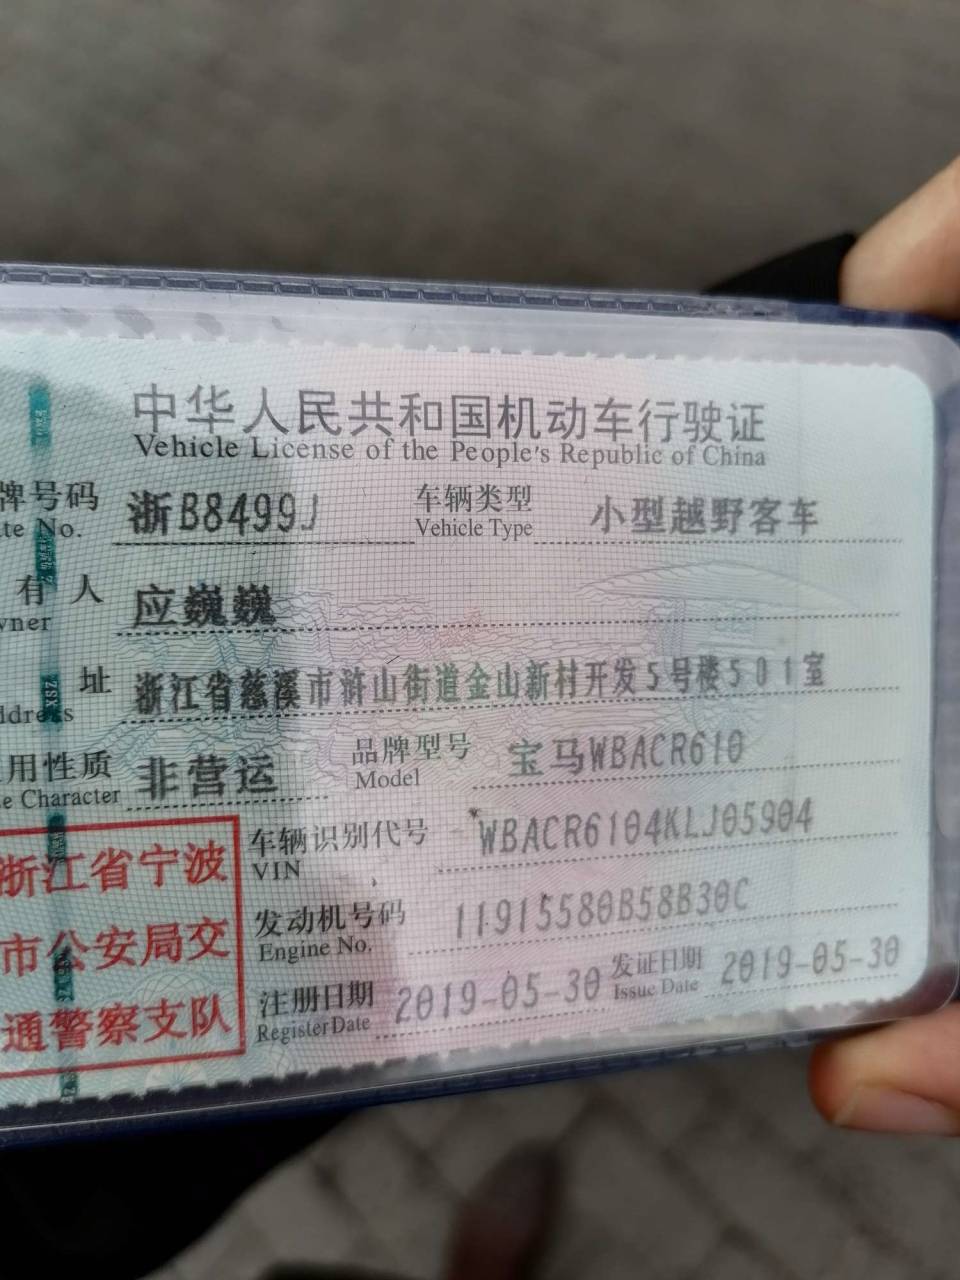 中华人民共和国机动车行驶证
Vehicle License of the People's Republic of China
牌号码 浙B8499J 车辆类型 小型越野客车
te No. Vehicle Type
有人 应巍巍
wner
址 浙江省慈溪市浒山街道金山新村开发5号楼501室
ddress
用性质 非营运 品牌型号 宝马WBACR610
e Character Model
车辆识别代号 WBACR6104KLJ05904
VIN
发动机号码 11915580B58B30C
Engine No.
注册日期 2019-05-30 发证日期 2019-05-30
Register Date Issue Date
浙江省宁波
市公安局交
通警察支队